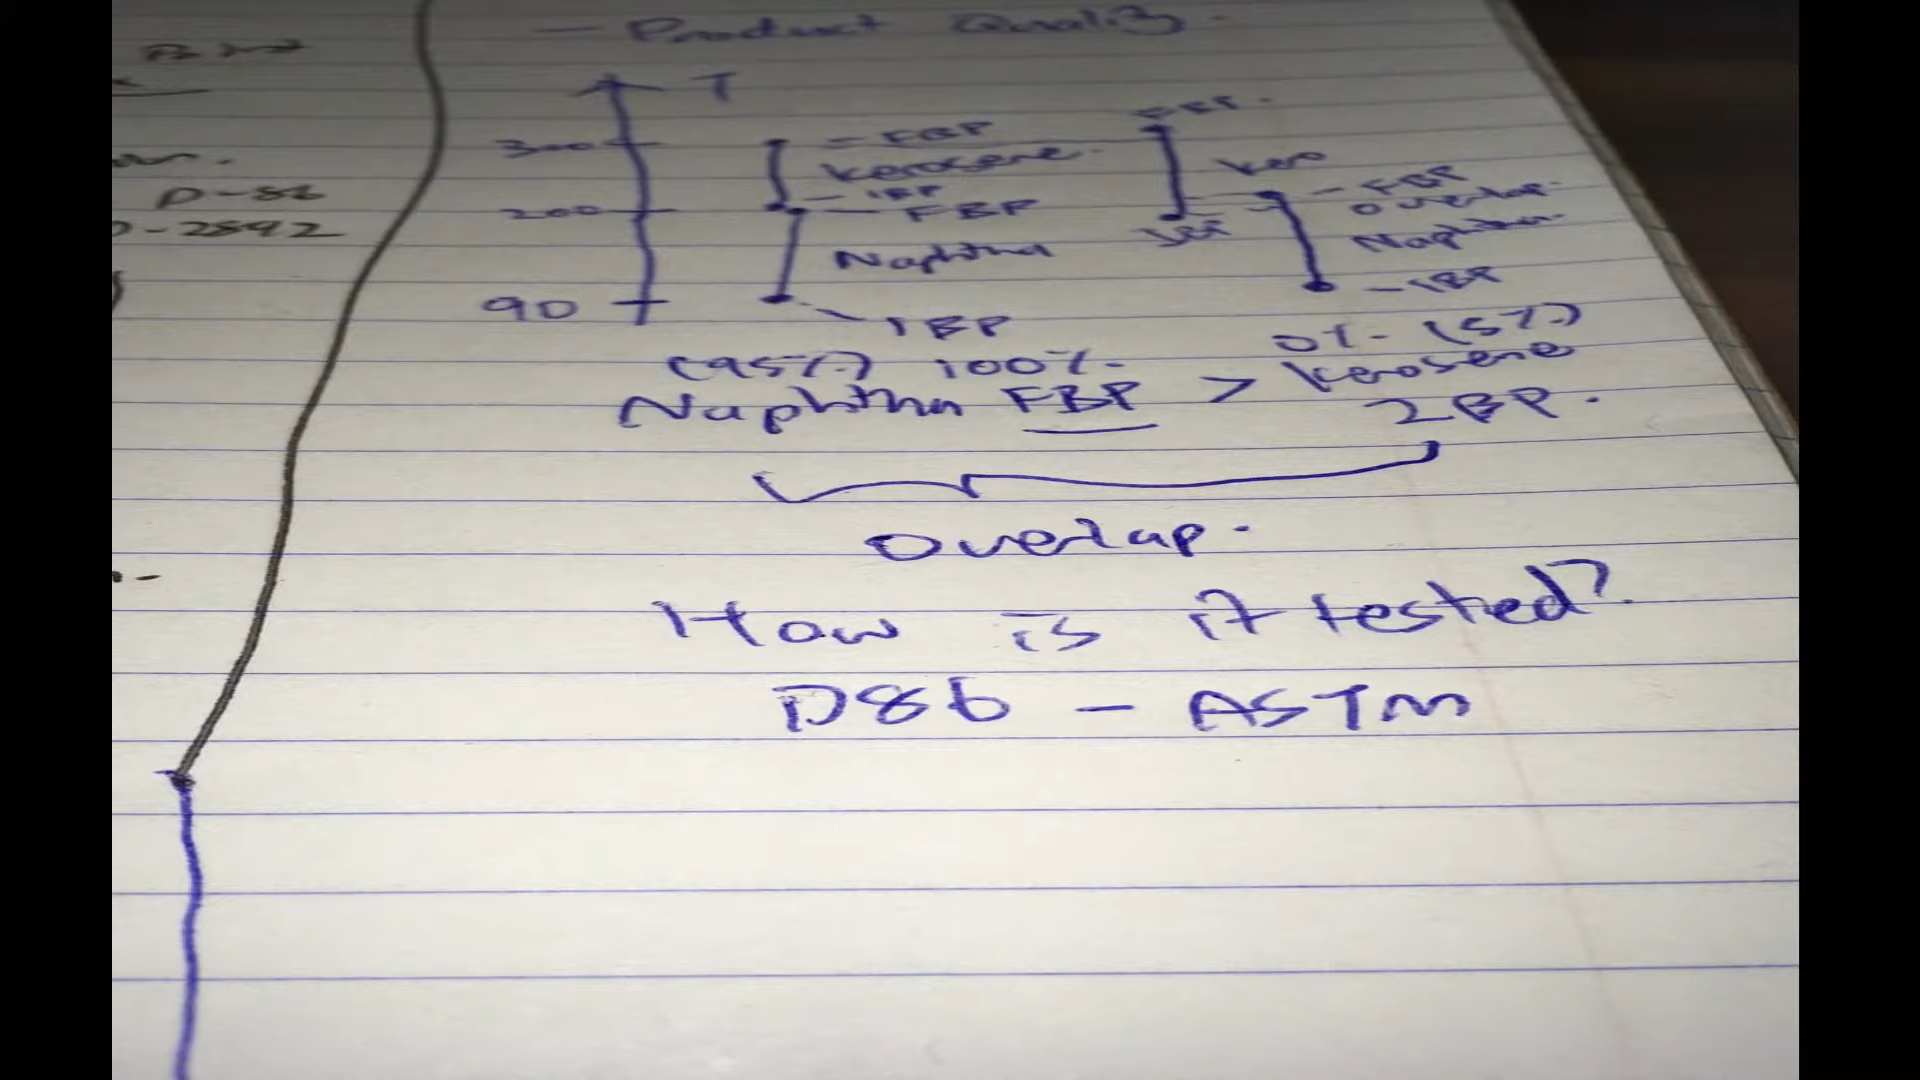 D-86
D-2892
- Product Quality.
T
300
200
90
- FBP
Kerosene.
- IBP
- FBP
Naphtha
- IBP
FBP.
Kero
IBP
- FBP
overlap.
Naphtha
- IBP
(95%) 100%. 0%. (5%)
Naphtha FBP > Kerosene
IBP.
overlap.
How is it tested?
D86 - ASTM